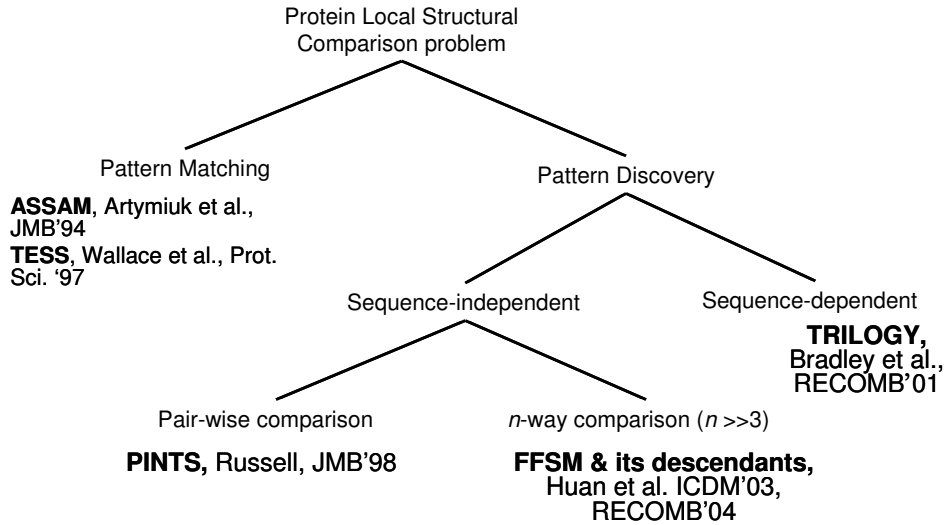 Protein Local Structural
Comparison problem
Pattern Matching
ASSAM, Artymiuk et al.,
JMB'94
TESS, Wallace et al., Prot.
Sci. ‘97
Pattern Discovery
Sequence-independent
Sequence-dependent
TRILOGY,
Bradley et al.,
RECOMB'01
Pair-wise comparison
PINTS, Russell, JMB'98
n-way comparison (n >>3)
FFSM & its descendants,
Huan et al. ICDM'03,
RECOMB'04